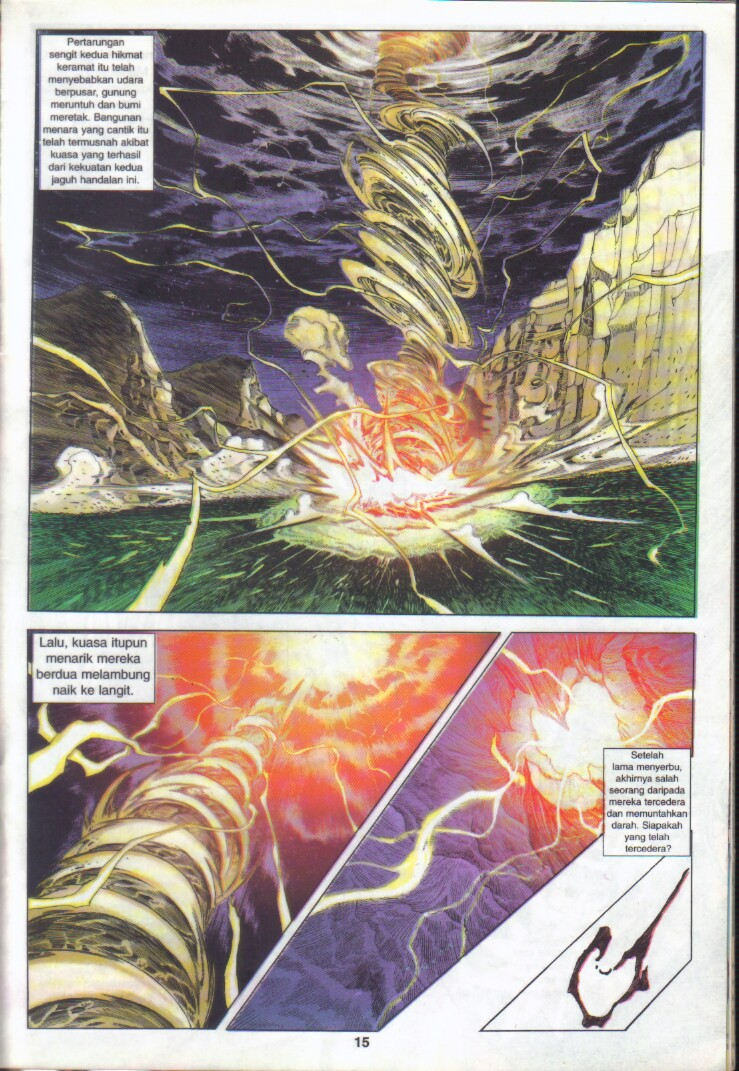 Pertarungan
sengit kedua hikmat
keramat itu telah
menyebabkan udara
berpusar, gunung
meruntuh dan bumi
meretak. Bangunan
menara yang cantik itu
telah termusnah akibat
kuasa yang terhasil
dari kekuatan kedua
jaguh handalan ini.
Lalu, kuasa itupun
menarik mereka
berdua melambung
naik ke langit.
Setelah
lama menyerbu,
akhirnya salah
seorang daripada
mereka tercedera
dan memuntahkan
darah. Siapakah
yang telah
tercedera?
15